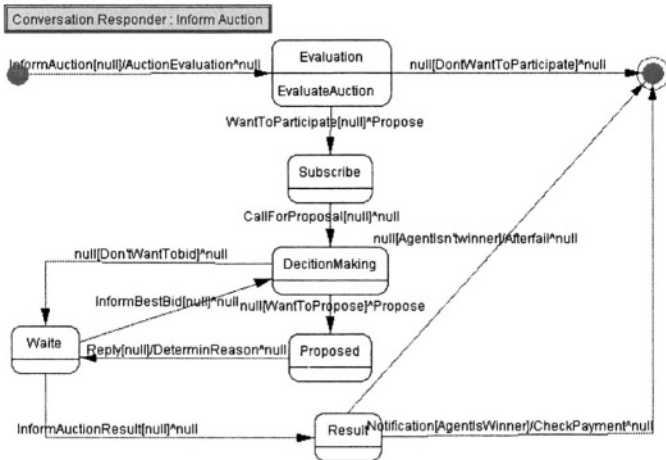 Conversation Responder : Inform Auction
InformAuction[null]/AuctionEvaluation^null
Evaluation
null[DontWantToParticipate]^null
EvaluateAuction
WantToParticipate[null]^Propose
Subscribe
CallForProposal[null]^null
null[AgentIsn'twinner]/Afterfail^null
null[Don'tWantTobid]^null
DecitionMaking
InformBestBid[null]^null
null[WantToPropose]^Propose
Waite
Reply[null]/DeterminReason^null
Proposed
InformAuctionResult[null]^null
Result
Notification[AgentIsWinner]/CheckPayment^null